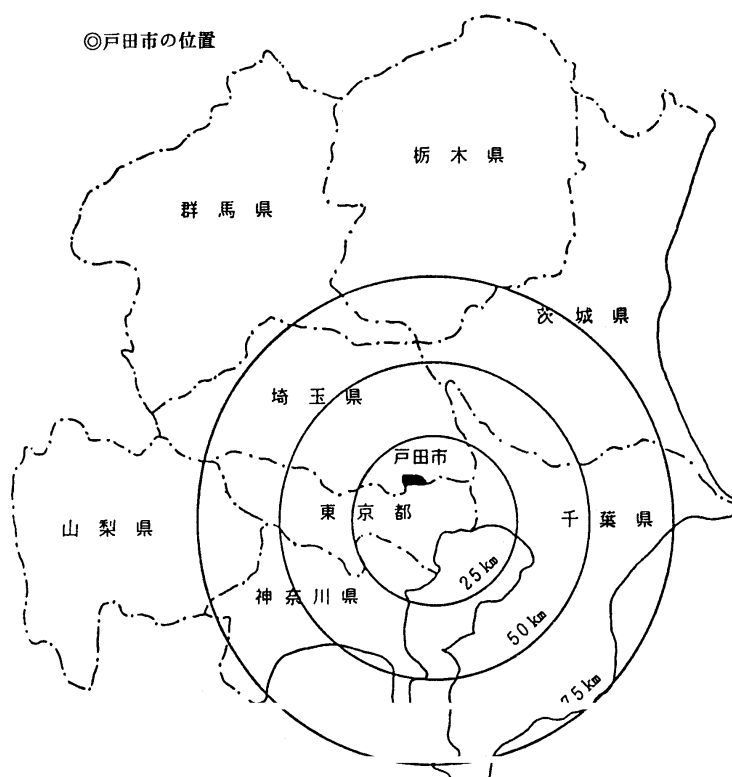 ◎戸田市の位置
栃木県
群馬県
茨城県
埼玉県
戸田市
東京都
千葉県
山梨県
神奈川県
25km
50km
75km